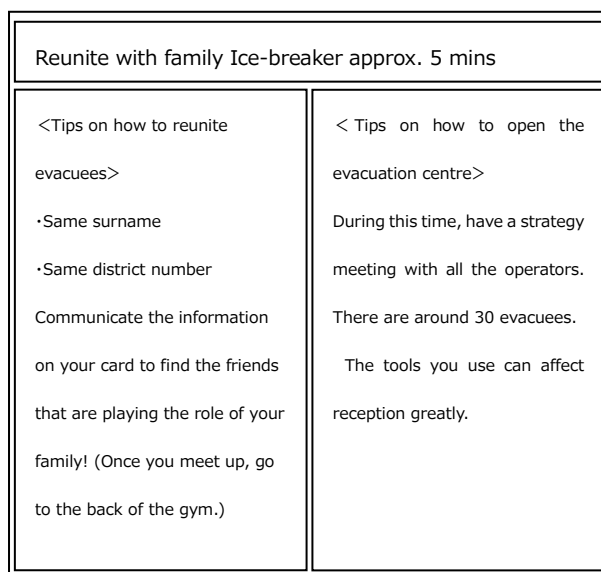 Reunite with family Ice-breaker approx. 5 mins
＜Tips on how to reunite
evacuees＞
・Same surname
・Same district number
Communicate the information
on your card to find the friends
that are playing the role of your
family! (Once you meet up, go
to the back of the gym.)
＜Tips on how to open the
evacuation centre＞
During this time, have a strategy
meeting with all the operators.
There are around 30 evacuees.
The tools you use can affect
reception greatly.